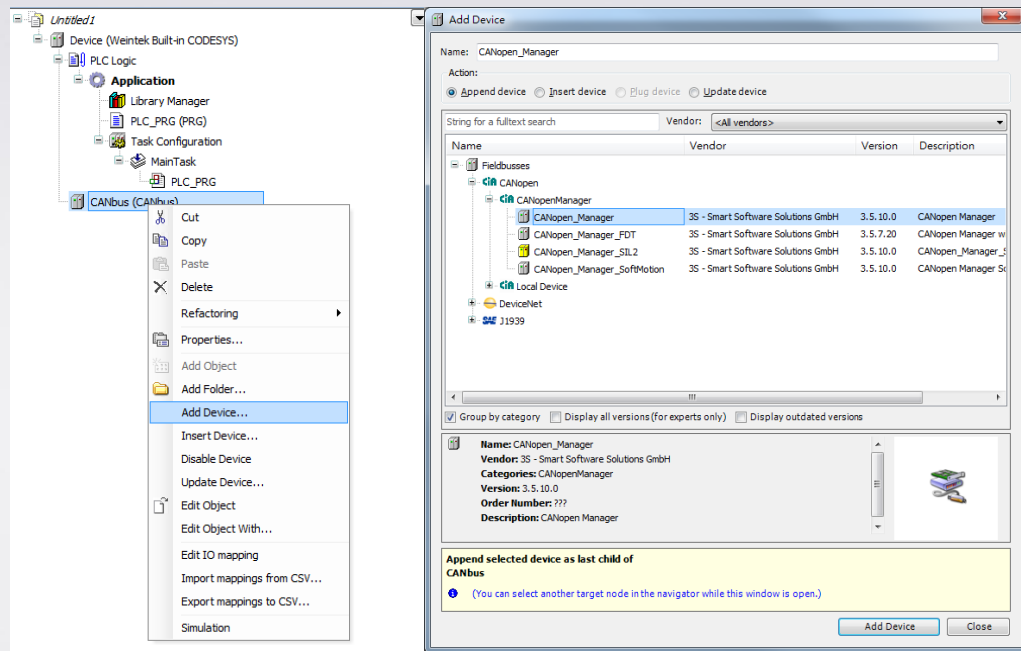 Untitled1
Device (Weintek Built-in CODESYS)
PLC Logic
Application
Library Manager
PLC_PRG (PRG)
Task Configuration
MainTask
PLC_PRG
CANbus (CANbus)
Cut
Copy
Paste
Delete
Refactoring
Properties...
Add Object
Add Folder...
Add Device...
Insert Device...
Disable Device
Update Device...
Edit Object
Edit Object With...
Edit IO mapping
Import mappings from CSV...
Export mappings to CSV...
Simulation
Add Device
Name: CANopen_Manager
Action:
Append device Insert device Plug device Update device
String for a fulltext search Vendor: <All vendors>
Name Vendor Version Description
Fieldbusses
CiA CANopen
CiA CANopenManager
CANopen_Manager 3S - Smart Software Solutions GmbH 3.5.10.0 CANopen Manager
CANopen_Manager_FDT 3S - Smart Software Solutions GmbH 3.5.7.20 CANopen Manager w
CANopen_Manager_SIL2 3S - Smart Software Solutions GmbH 3.5.10.0 CANopen_Manager_S
CANopen_Manager_SoftMotion 3S - Smart Software Solutions GmbH 3.5.10.0 CANopen Manager So
CiA Local Device
DeviceNet
SAE J1939
Group by category Display all versions (for experts only) Display outdated versions
Name: CANopen_Manager
Vendor: 3S - Smart Software Solutions GmbH
Categories: CANopenManager
Version: 3.5.10.0
Order Number: ???
Description: CANopen Manager
Append selected device as last child of
CANbus
(You can select another target node in the navigator while this window is open.)
Add Device Close